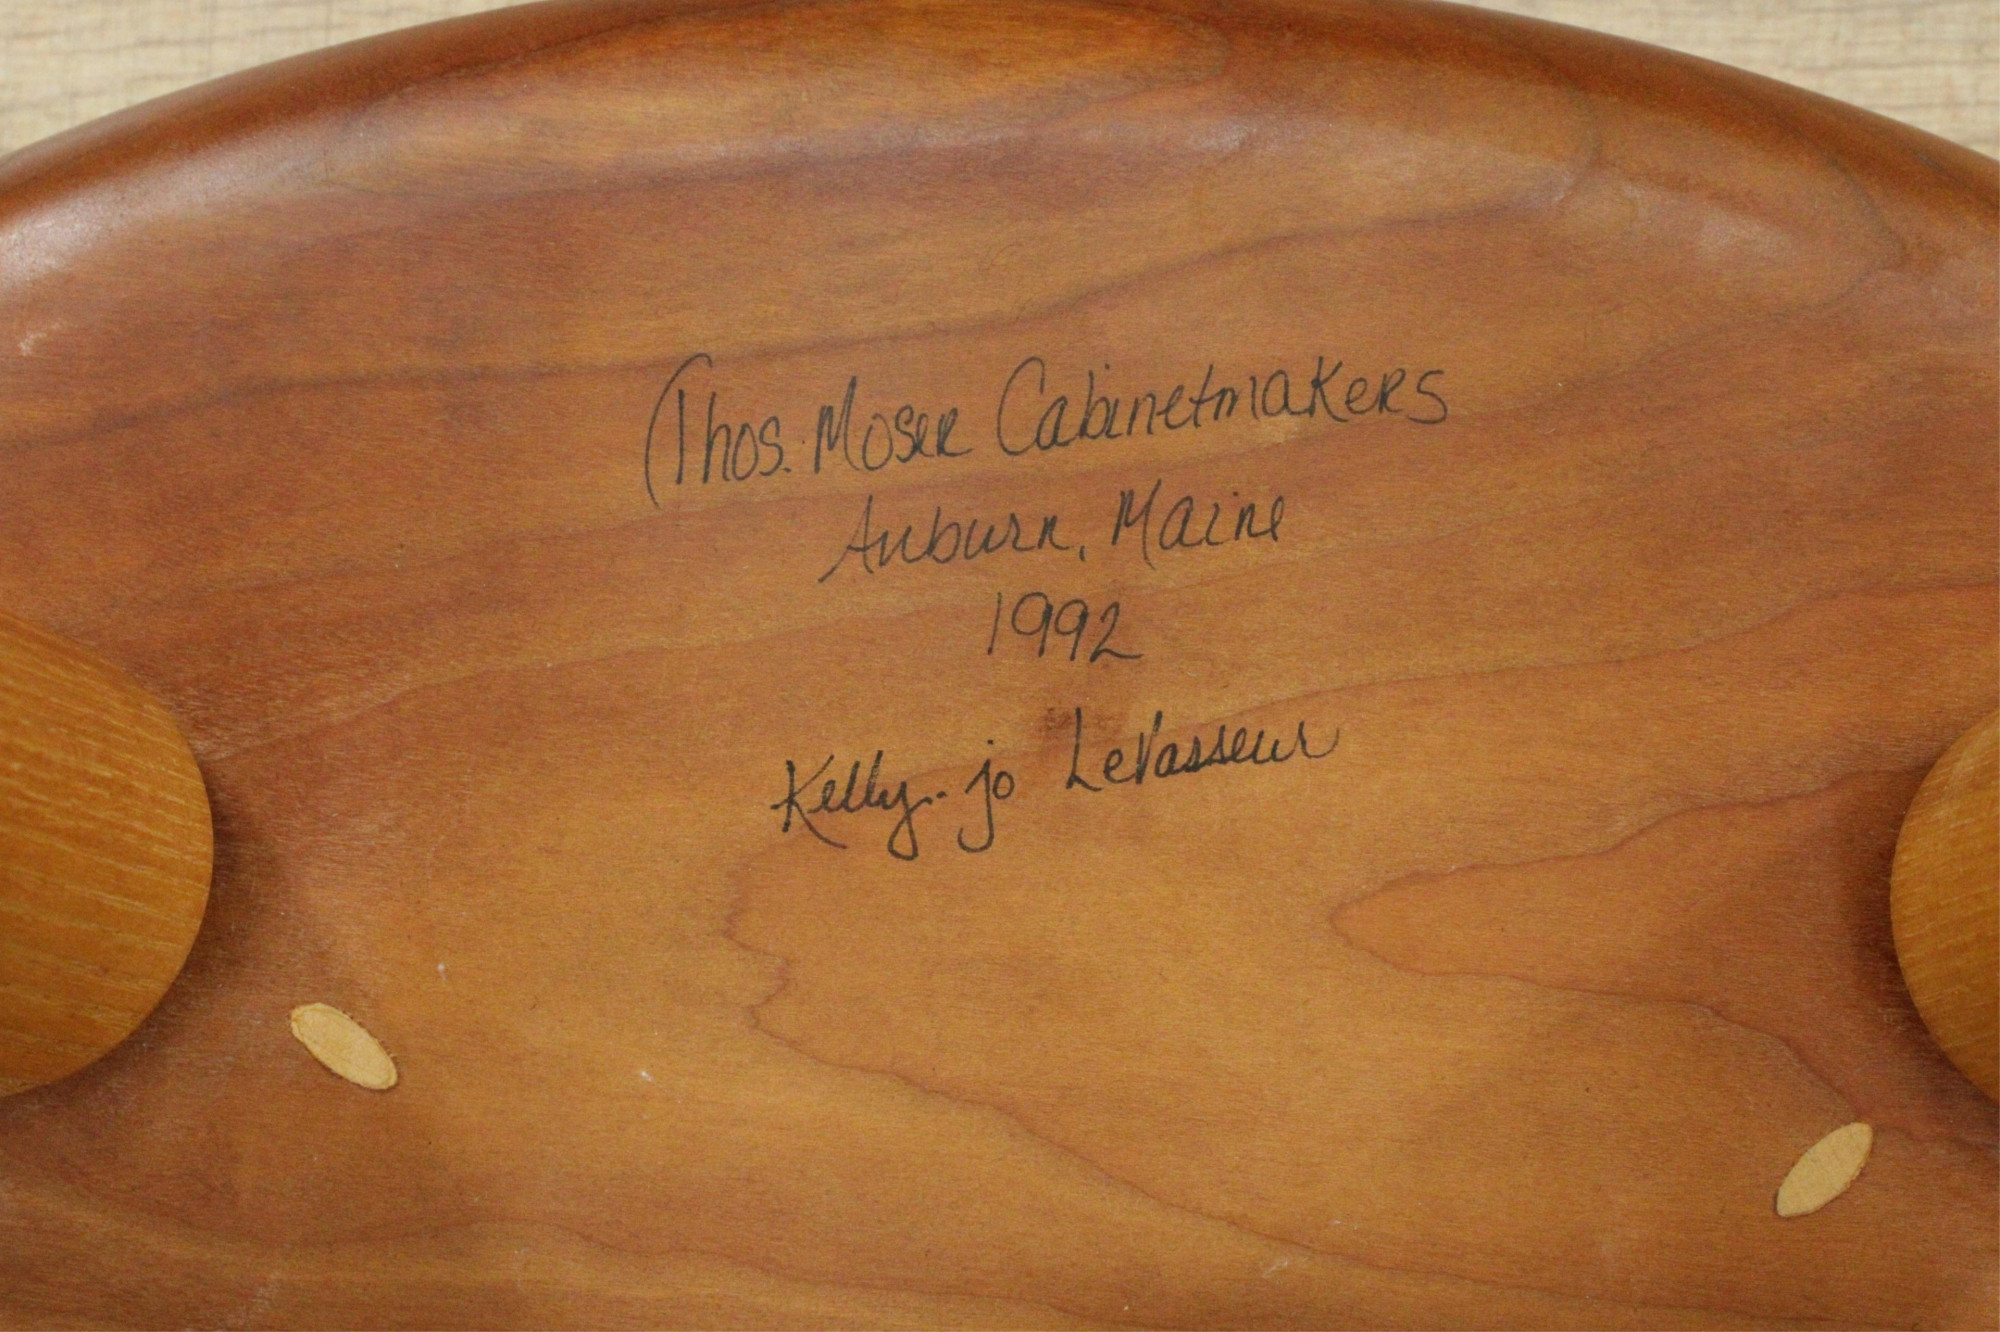 Thos. Moser Cabinetmakers
Auburn, Maine
1992
Kelly-jo LeVasseur